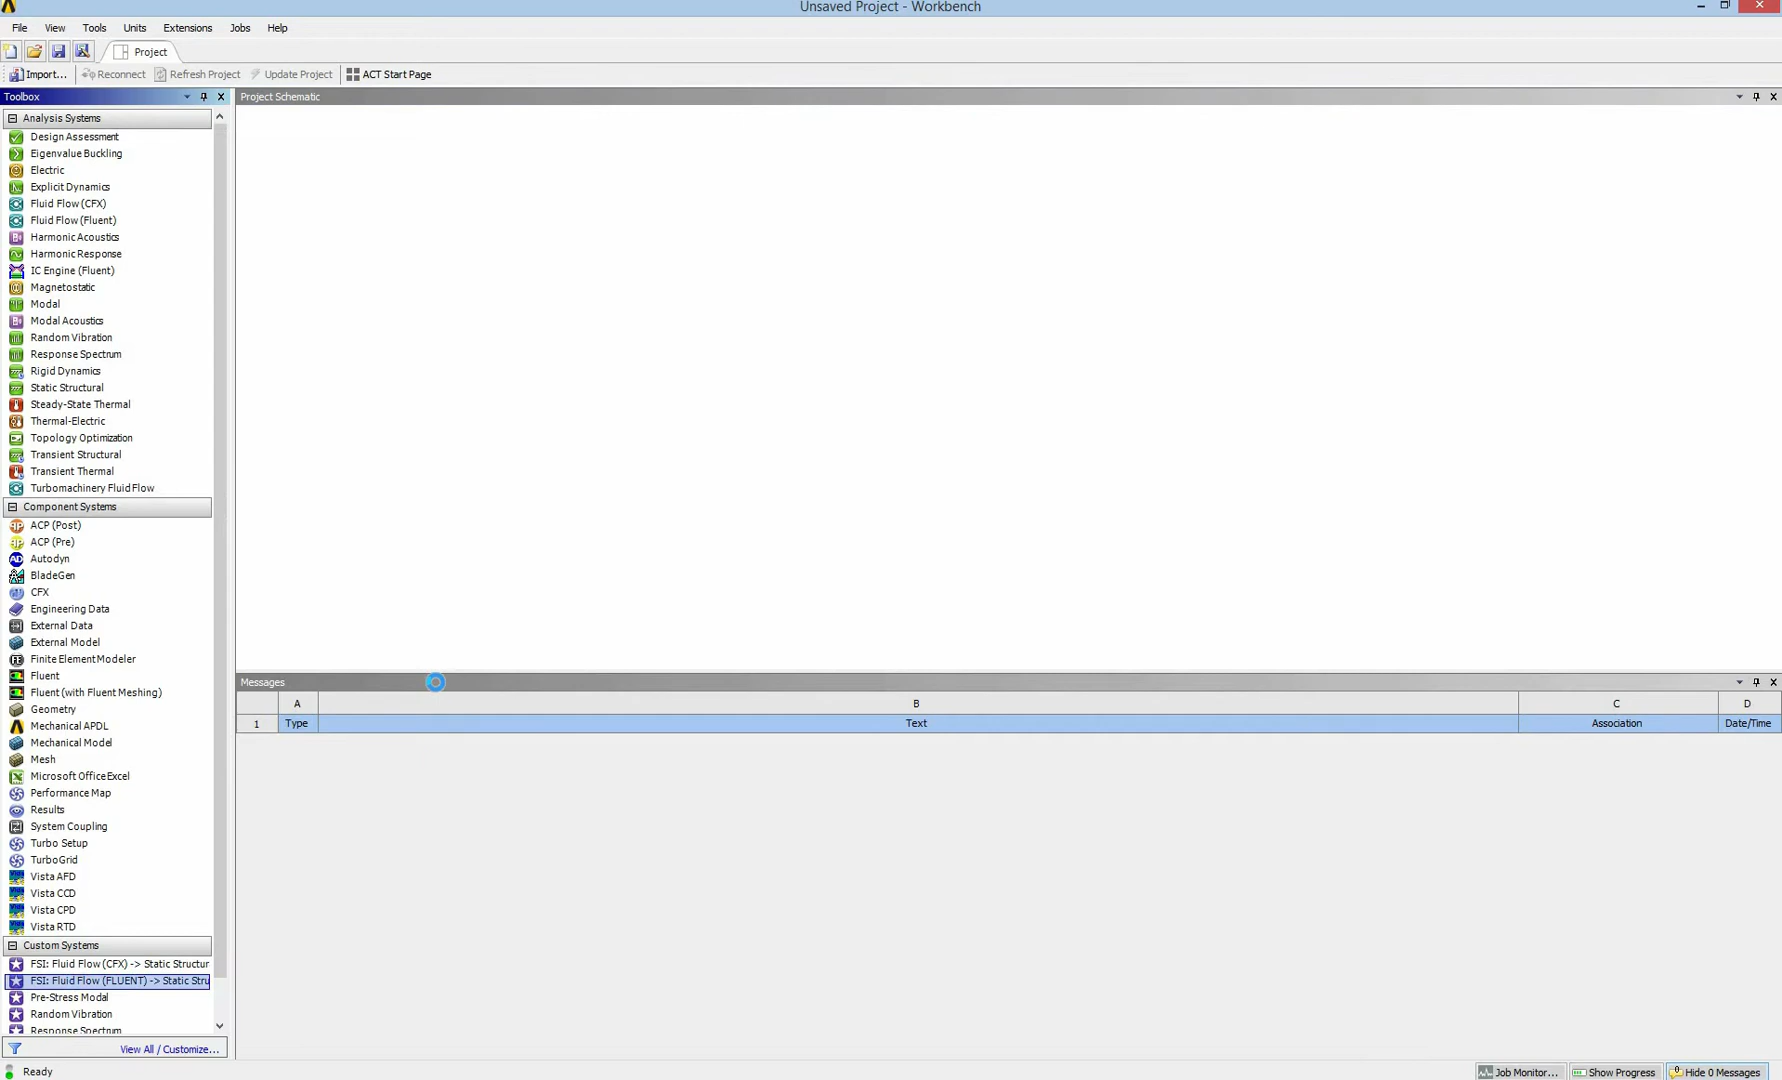 Unsaved Project - Workbench
File View Tools Units Extensions Jobs Help
Project
Import... Reconnect Refresh Project Update Project ACT Start Page
Toolbox
Project Schematic
Analysis Systems
Design Assessment
Eigenvalue Buckling
Electric
Explicit Dynamics
Fluid Flow (CFX)
Fluid Flow (Fluent)
Harmonic Acoustics
Harmonic Response
IC Engine (Fluent)
Magnetostatic
Modal
Modal Acoustics
Random Vibration
Response Spectrum
Rigid Dynamics
Static Structural
Steady-State Thermal
Thermal-Electric
Topology Optimization
Transient Structural
Transient Thermal
Turbomachinery Fluid Flow
Component Systems
ACP (Post)
ACP (Pre)
Autodyn
BladeGen
CFX
Engineering Data
External Data
External Model
Finite Element Modeler
Fluent
Fluent (with Fluent Meshing)
Geometry
Mechanical APDL
Mechanical Model
Mesh
Microsoft Office Excel
Performance Map
Results
System Coupling
Turbo Setup
TurboGrid
Vista AFD
Vista CCD
Vista CPD
Vista RTD
Custom Systems
FSI: Fluid Flow (CFX) -> Static Structur
FSI: Fluid Flow (FLUENT) -> Static Stru
Pre-Stress Modal
Random Vibration
Response Spectrum
View All / Customize...
Messages
A B C D
1 Type Text Association Date/Time
Ready
Job Monitor... Show Progress Hide 0 Messages